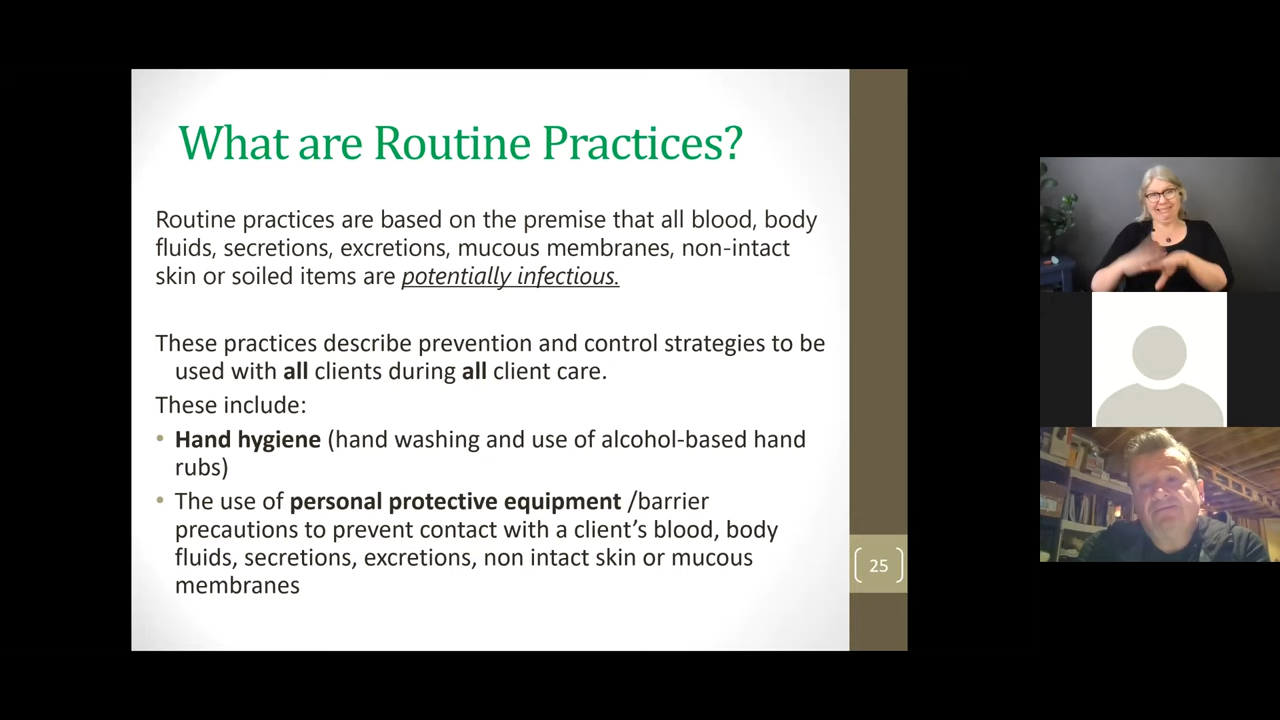 What are Routine Practices?
Routine practices are based on the premise that all blood, body
fluids, secretions, excretions, mucous membranes, non-intact
skin or soiled items are potentially infectious.
These practices describe prevention and control strategies to be
used with all clients during all client care.
These include:
• Hand hygiene (hand washing and use of alcohol-based hand
rubs)
• The use of personal protective equipment /barrier
precautions to prevent contact with a client’s blood, body
fluids, secretions, excretions, non intact skin or mucous
membranes
25